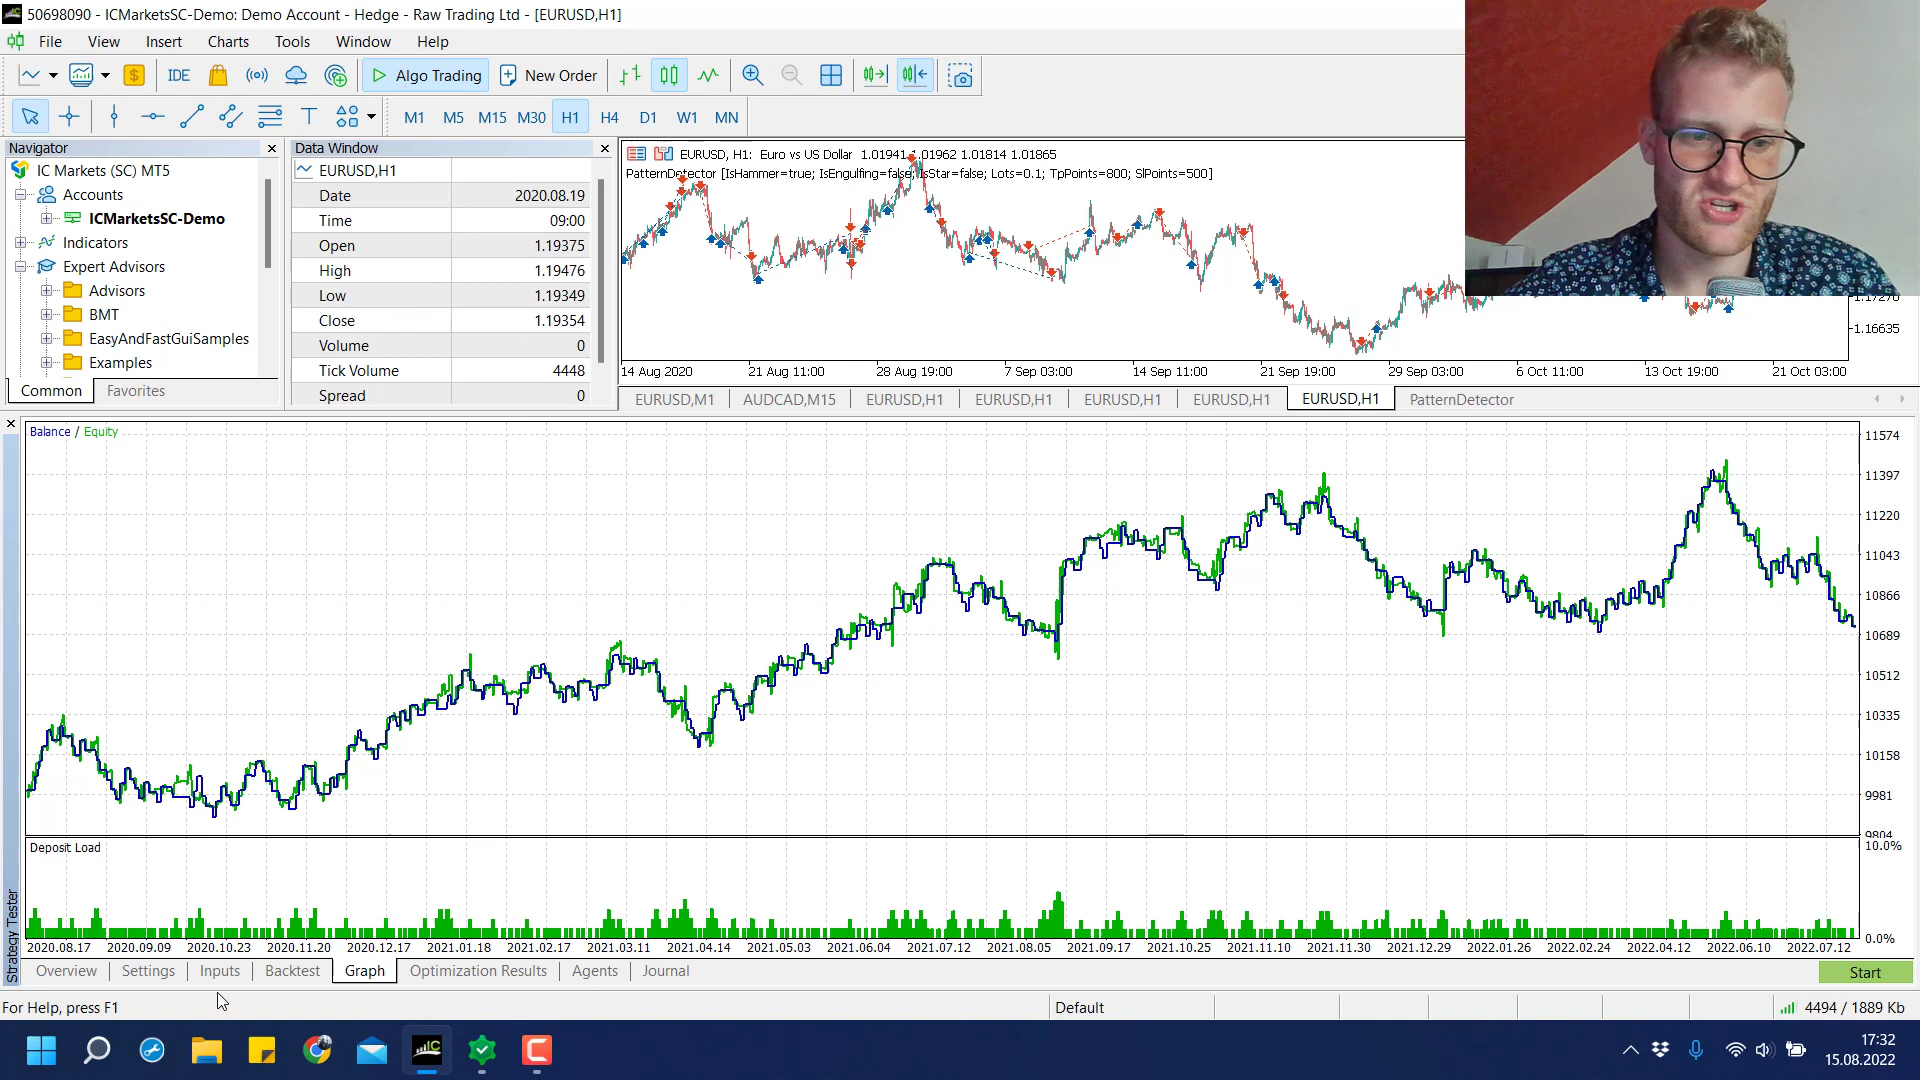 50698090 - ICMarketsSC-Demo: Demo Account - Hedge - Raw Trading Ltd - [EURUSD,H1]
File View Insert Charts Tools Window Help
IDE Algo Trading New Order
M1 M5 M15 M30 H1 H4 D1 W1 MN
Navigator
IC Markets (SC) MT5
Accounts
ICMarketsSC-Demo
Indicators
Expert Advisors
Advisors
BMT
EasyAndFastGuiSamples
Examples
Common Favorites
Data Window
EURUSD,H1
Date 2020.08.19
Time 09:00
Open 1.19375
High 1.19476
Low 1.19349
Close 1.19354
Volume 0
Tick Volume 4448
Spread 0
EURUSD, H1: Euro vs US Dollar 1.01941 1.01962 1.01814 1.01865
PatternDetector [IsHammer=true; IsEngulfing=false; IsStar=false; Lots=0.1; TpPoints=800; SlPoints=500]
1.17270
1.16635
14 Aug 2020 21 Aug 11:00 28 Aug 19:00 7 Sep 03:00 14 Sep 11:00 21 Sep 19:00 29 Sep 03:00 6 Oct 11:00 13 Oct 19:00 21 Oct 03:00
EURUSD,M1 AUDCAD,M15 EURUSD,H1 EURUSD,H1 EURUSD,H1 EURUSD,H1 EURUSD,H1 PatternDetector
Balance / Equity
11574
11397
11220
11043
10866
10689
10512
10335
10158
9981
9804
Deposit Load
10.0%
0.0%
2020.08.17 2020.09.09 2020.10.23 2020.11.20 2020.12.17 2021.01.18 2021.02.17 2021.03.11 2021.04.14 2021.05.03 2021.06.04 2021.07.12 2021.08.05 2021.09.17 2021.10.25 2021.11.10 2021.11.30 2021.12.29 2022.01.26 2022.02.24 2022.04.12 2022.06.10 2022.07.12
Strategy Tester
Overview Settings Inputs Backtest Graph Optimization Results Agents Journal
Start
For Help, press F1
Default
4494 / 1889 Kb
17:32
15.08.2022